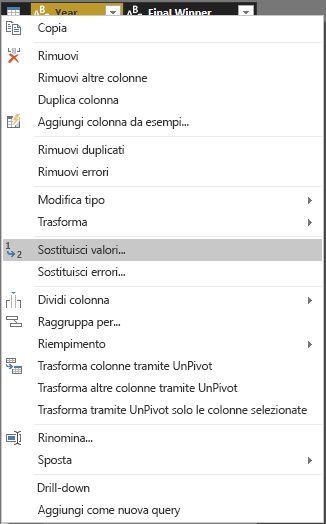 Year Final Winner
Copia
Rimuovi
Rimuovi altre colonne
Duplica colonna
Aggiungi colonna da esempi...
Rimuovi duplicati
Rimuovi errori
Modifica tipo
Trasforma
Sostituisci valori...
Sostituisci errori...
Dividi colonna
Raggruppa per...
Riempimento
Trasforma colonne tramite UnPivot
Trasforma altre colonne tramite UnPivot
Trasforma tramite UnPivot solo le colonne selezionate
Rinomina...
Sposta
Drill-down
Aggiungi come nuova query